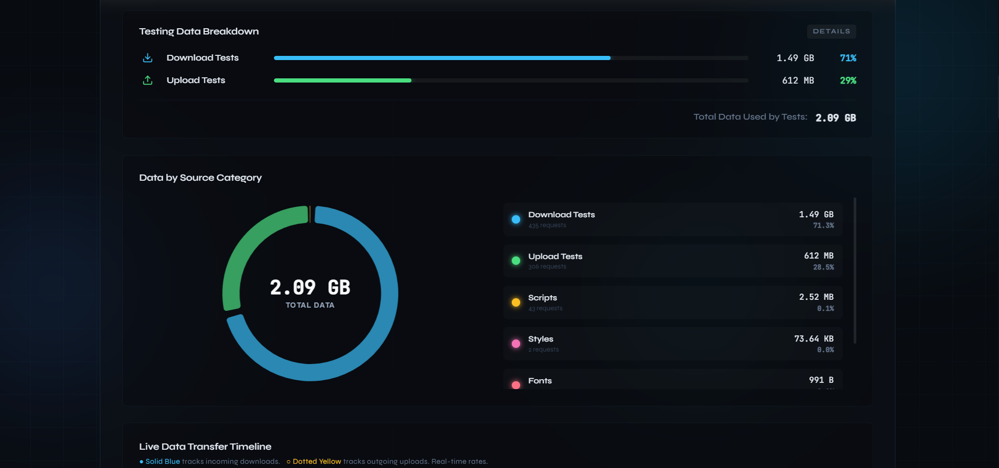 Testing Data Breakdown
DETAILS
Download Tests 1.49 GB 71%
Upload Tests 612 MB 29%
Total Data Used by Tests: 2.09 GB
Data by Source Category
2.09 GB
TOTAL DATA
Download Tests 1.49 GB
435 requests 71.3%
Upload Tests 612 MB
306 requests 28.5%
Scripts 2.52 MB
43 requests 0.1%
Styles 73.64 KB
2 requests 0.0%
Fonts 991 B
Live Data Transfer Timeline
● Solid Blue tracks incoming downloads. ○ Dotted Yellow tracks outgoing uploads. Real-time rates.